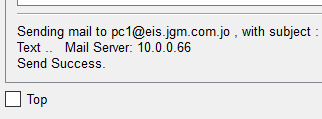 Sending mail to pc1@eis.jgm.com.jo , with subject :
Text .. Mail Server: 10.0.0.66
Send Success.
Top